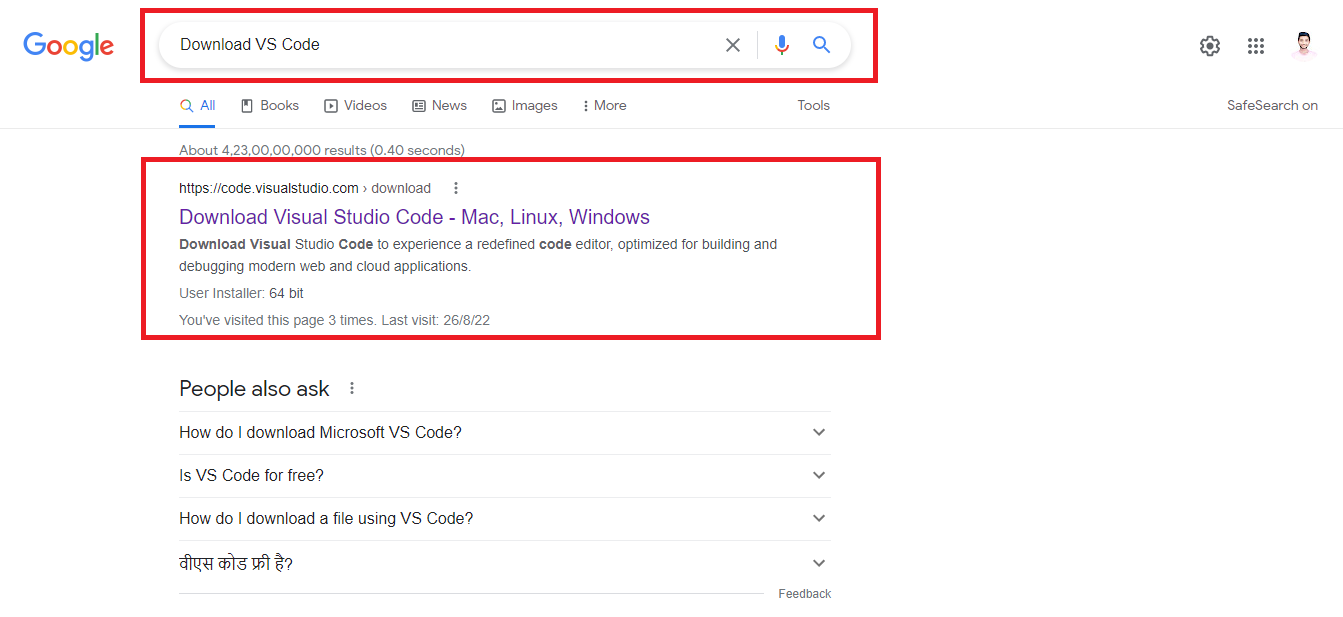 Google
Download VS Code
All Books Videos News Images More Tools SafeSearch on
About 4,23,00,00,000 results (0.40 seconds)
https://code.visualstudio.com › download
Download Visual Studio Code - Mac, Linux, Windows
Download Visual Studio Code to experience a redefined code editor, optimized for building and
debugging modern web and cloud applications.
User Installer: 64 bit
You've visited this page 3 times. Last visit: 26/8/22
People also ask
How do I download Microsoft VS Code?
Is VS Code for free?
How do I download a file using VS Code?
वीएस कोड फ्री है?
Feedback